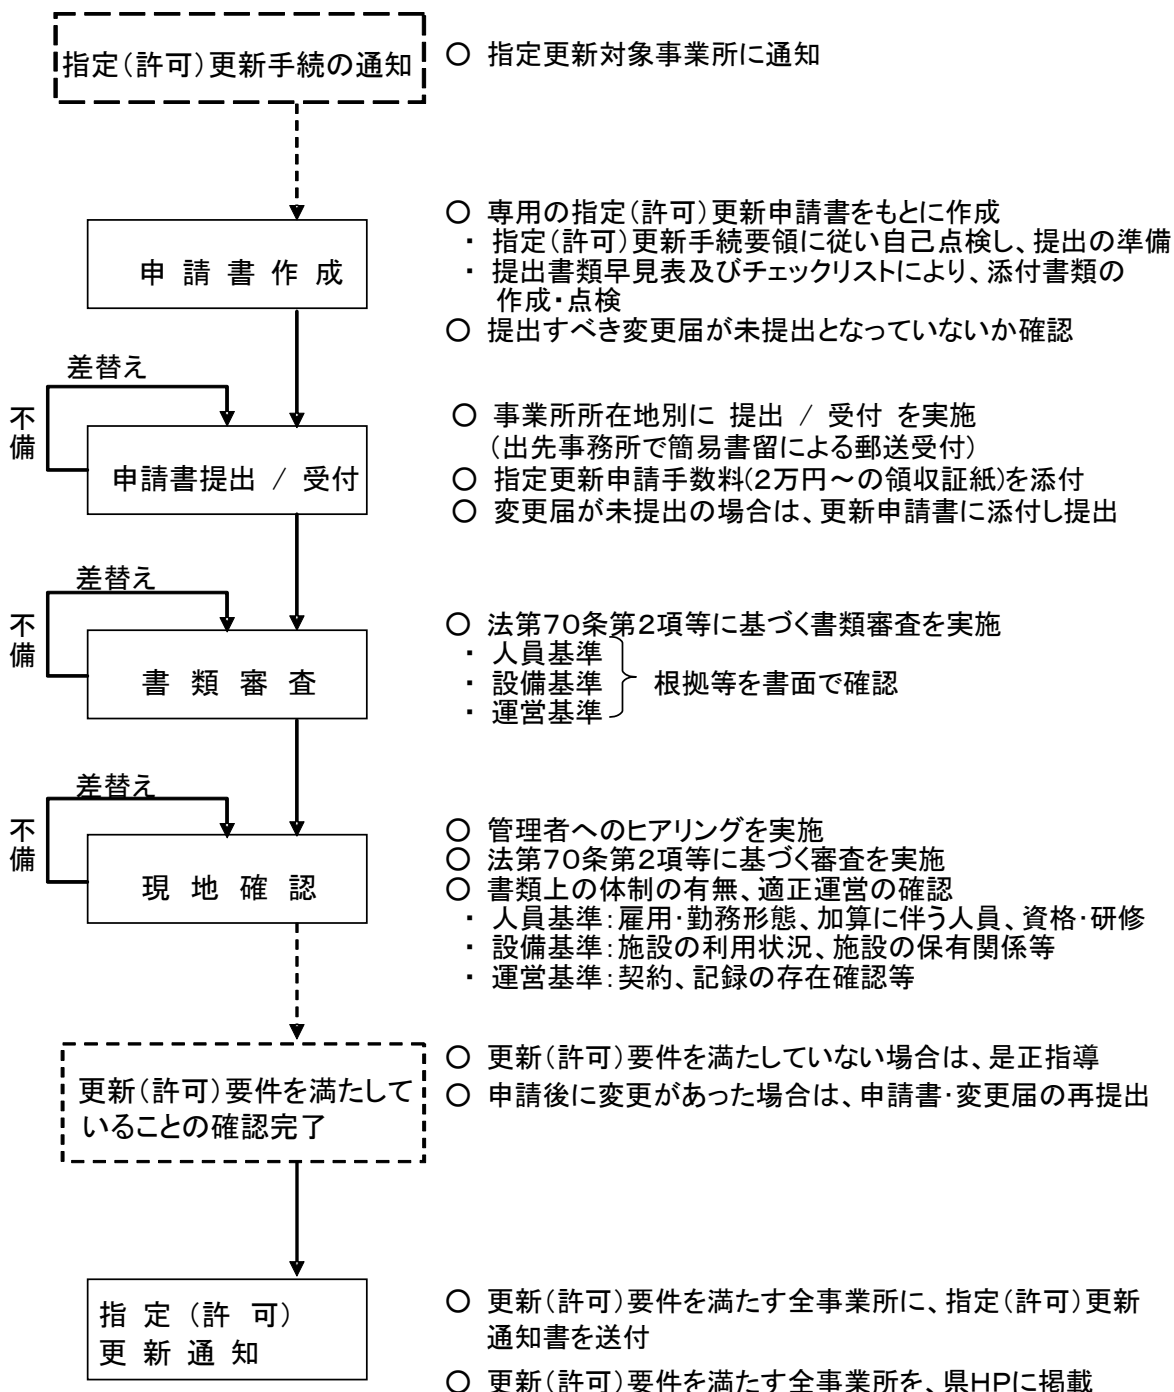 指定(許可)更新手続の通知
○ 指定更新対象事業所に通知
申 請 書 作 成
○ 専用の指定(許可)更新申請書をもとに作成
・ 指定(許可)更新手続要領に従い自己点検し、提出の準備
・ 提出書類早見表及びチェックリストにより、添付書類の
作成・点検
○ 提出すべき変更届が未提出となっていないか確認
差替え
不
備
申請書提出 / 受付
○ 事業所所在地別に 提出 / 受付 を実施
(出先事務所で簡易書留による郵送受付)
○ 指定更新申請手数料(2万円~の領収証紙)を添付
○ 変更届が未提出の場合は、更新申請書に添付し提出
差替え
不
備
書 類 審 査
○ 法第70条第2項等に基づく書類審査を実施
・ 人員基準
・ 設備基準
・ 運営基準
根拠等を書面で確認
差替え
不
備
現 地 確 認
○ 管理者へのヒアリングを実施
○ 法第70条第2項等に基づく審査を実施
○ 書類上の体制の有無、適正運営の確認
・ 人員基準:雇用・勤務形態、加算に伴う人員、資格・研修
・ 設備基準:施設の利用状況、施設の保有関係等
・ 運営基準:契約、記録の存在確認等
更新(許可)要件を満たして
いることの確認完了
○ 更新(許可)要件を満たしていない場合は、是正指導
○ 申請後に変更があった場合は、申請書・変更届の再提出
指 定 (許 可)
更 新 通 知
○ 更新(許可)要件を満たす全事業所に、指定(許可)更新
通知書を送付
○ 更新(許可)要件を満たす全事業所を、県HPに掲載